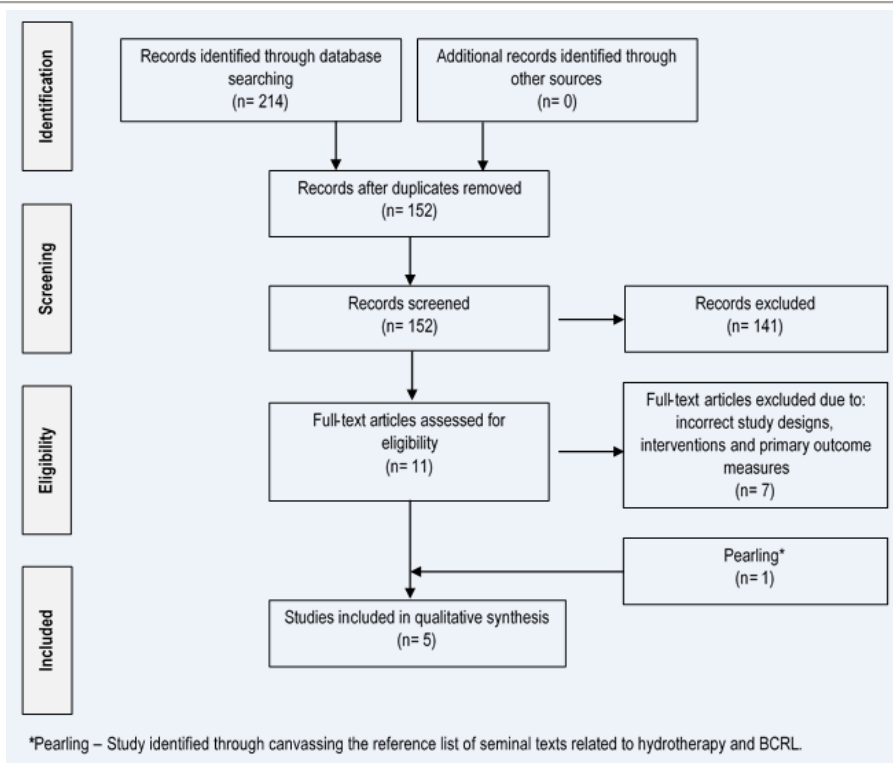 Identification
Records identified through database
searching
(n= 214)
Additional records identified through
other sources
(n= 0)
Records after duplicates removed
(n= 152)
Screening
Records screened
(n= 152)
Records excluded
(n= 141)
Eligibility
Full-text articles assessed for
eligibility
(n= 11)
Full-text articles excluded due to:
incorrect study designs,
interventions and primary outcome
measures
(n= 7)
Pearling*
(n= 1)
Included
Studies included in qualitative synthesis
(n= 5)
*Pearling – Study identified through canvassing the reference list of seminal texts related to hydrotherapy and BCRL.